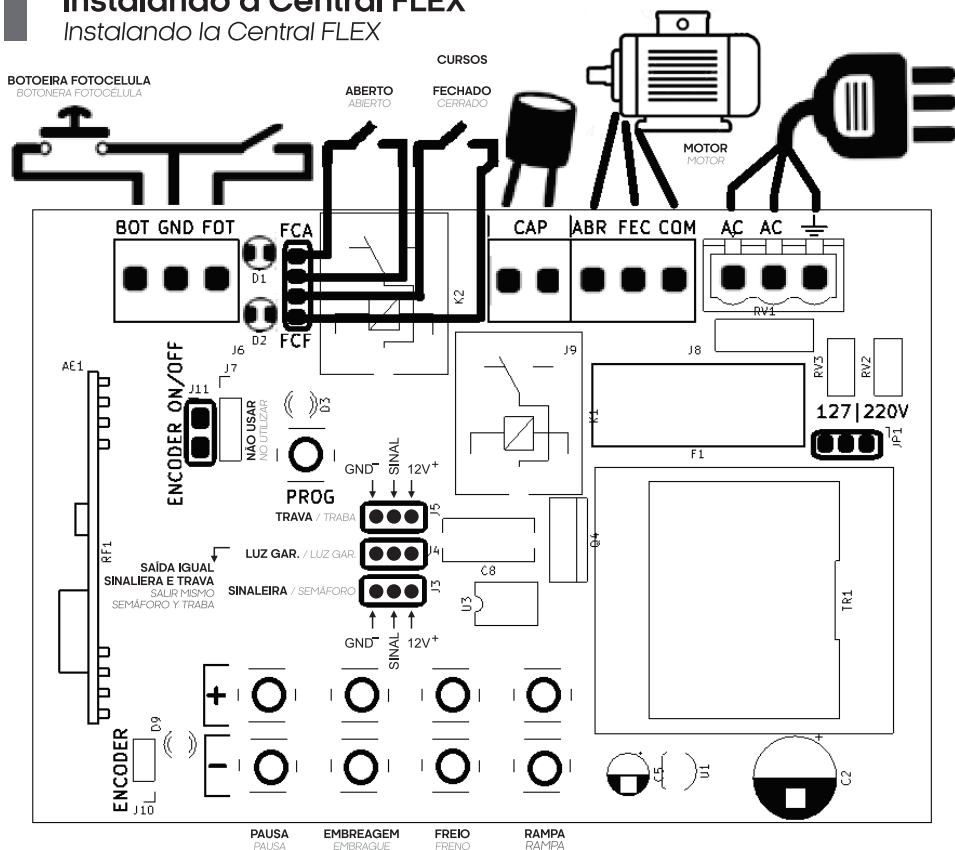 Instalando a Central FLEX
Instalando la Central FLEX
CURSOS
BOTOEIRA FOTOCELULA
BOTONERA FOTOCÉLULA
ABERTO
ABIERTO
FECHADO
CERRADO
MOTOR
MOTOR
BOT GND FOT
FCA
CAP
ABR FEC COM
AC AC
D1
K2
D2
FCF
RV1
J6
J7
J9
J8
AE1
J11
ENCODER ON/OFF
NÃO USAR
NO UTILIZAR
D3
K1
RV3
RV2
127|220V
JP1
F1
PROG
GND-
SINAL
12V+
TRAVA / TRABA
J5
LUZ GAR. / LUZ GAR.
J4
SINALEIRA / SEMÁFORO
J3
SAÍDA IGUAL
SINALIERA E TRAVA
SALIR MISMO
SEMÁFORO Y TRABA
RF1
C8
Q4
U3
TR1
GND-
SINAL
12V+
+
D9
-
ENCODER
J10
+
C5
U1
+
C2
PAUSA
PAUSA
EMBREAGEM
EMBRAGUE
FREIO
FRENO
RAMPA
RAMPA